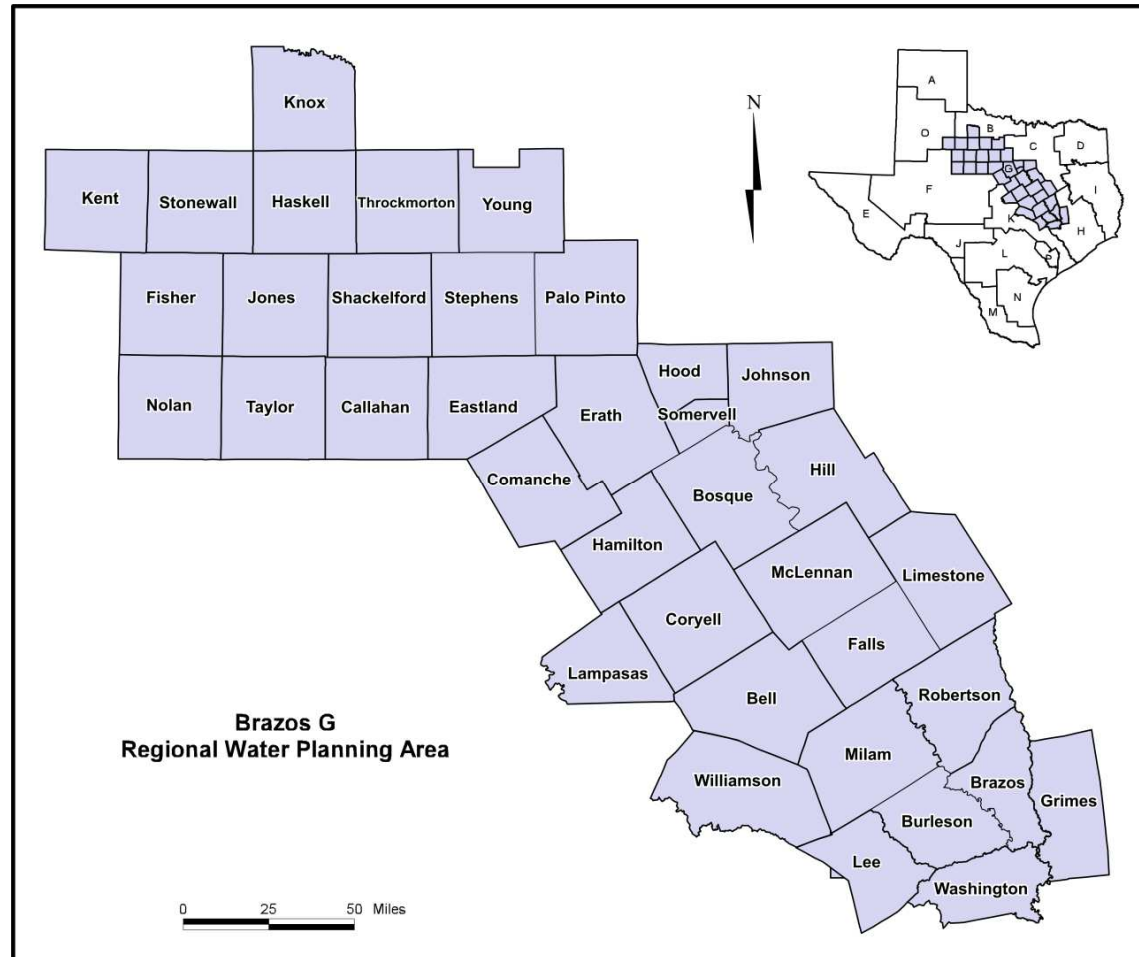 Knox
Kent
Stonewall
Haskell
Throckmorton
Young
Fisher
Jones
Shackelford
Stephens
Palo Pinto
Nolan
Taylor
Callahan
Eastland
Erath
Hood
Johnson
Somervell
Comanche
Bosque
Hill
Hamilton
McLennan
Limestone
Coryell
Falls
Lampasas
Bell
Robertson
Milam
Williamson
Brazos
Grimes
Burleson
Lee
Washington
Brazos G
Regional Water Planning Area
0 25 50 Miles
N
A
O
B
C
D
G
F
I
E
K
H
J
L
P
N
M